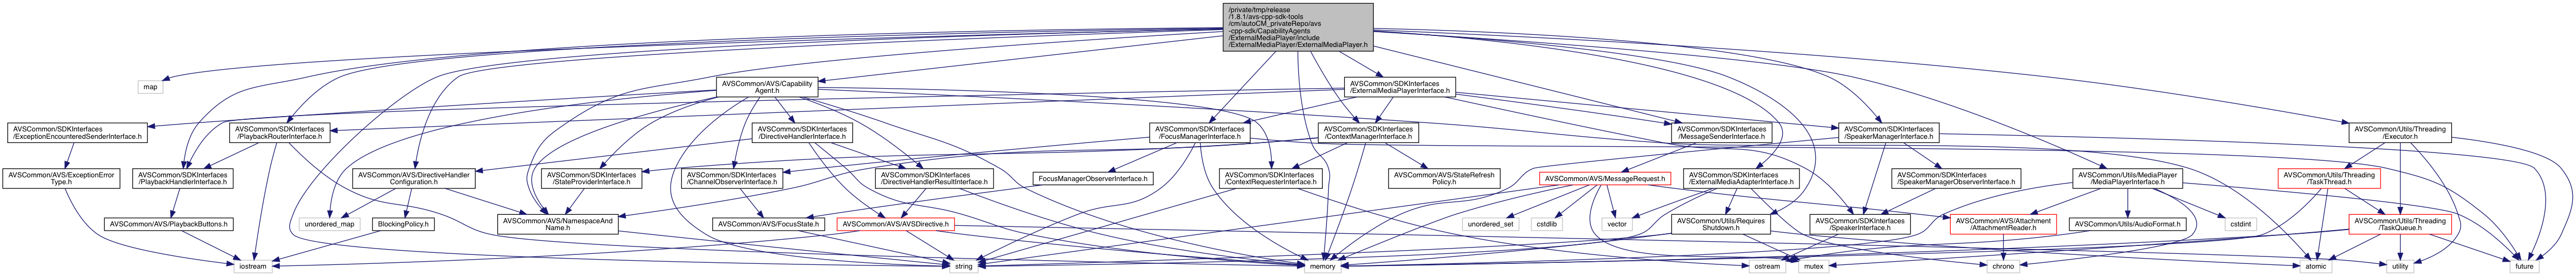 /private/tmp/release
/1.8.1/avs-cpp-sdk-tools
/cm/autoCM_privateRepo/avs
-cpp-sdk/CapabilityAgents
/ExternalMediaPlayer/include
/ExternalMediaPlayer/ExternalMediaPlayer.h
map
AVSCommon/AVS/Capability
Agent.h
AVSCommon/SDKInterfaces
/ExternalMediaPlayerInterface.h
AVSCommon/SDKInterfaces
/ExceptionEncounteredSenderInterface.h
AVSCommon/SDKInterfaces
/PlaybackRouterInterface.h
AVSCommon/SDKInterfaces
/DirectiveHandlerInterface.h
AVSCommon/SDKInterfaces
/FocusManagerInterface.h
AVSCommon/SDKInterfaces
/ContextManagerInterface.h
AVSCommon/SDKInterfaces
/MessageSenderInterface.h
AVSCommon/SDKInterfaces
/SpeakerManagerInterface.h
AVSCommon/Utils/Threading
/Executor.h
AVSCommon/AVS/ExceptionError
Type.h
AVSCommon/SDKInterfaces
/PlaybackHandlerInterface.h
AVSCommon/AVS/DirectiveHandler
Configuration.h
AVSCommon/SDKInterfaces
/StateProviderInterface.h
AVSCommon/SDKInterfaces
/ChannelObserverInterface.h
AVSCommon/SDKInterfaces
/DirectiveHandlerResultInterface.h
FocusManagerObserverInterface.h
AVSCommon/SDKInterfaces
/ContextRequesterInterface.h
AVSCommon/AVS/StateRefresh
Policy.h
AVSCommon/AVS/MessageRequest.h
AVSCommon/SDKInterfaces
/ExternalMediaAdapterInterface.h
AVSCommon/SDKInterfaces
/SpeakerManagerObserverInterface.h
AVSCommon/Utils/MediaPlayer
/MediaPlayerInterface.h
AVSCommon/Utils/Threading
/TaskThread.h
AVSCommon/AVS/PlaybackButtons.h
unordered_map
BlockingPolicy.h
AVSCommon/AVS/NamespaceAnd
Name.h
AVSCommon/AVS/FocusState.h
AVSCommon/AVS/AVSDirective.h
unordered_set
cstdlib
vector
AVSCommon/Utils/Requires
Shutdown.h
AVSCommon/SDKInterfaces
/SpeakerInterface.h
AVSCommon/AVS/Attachment
/AttachmentReader.h
AVSCommon/Utils/AudioFormat.h
cstdint
AVSCommon/Utils/Threading
/TaskQueue.h
iostream
string
memory
ostream
mutex
chrono
atomic
utility
future